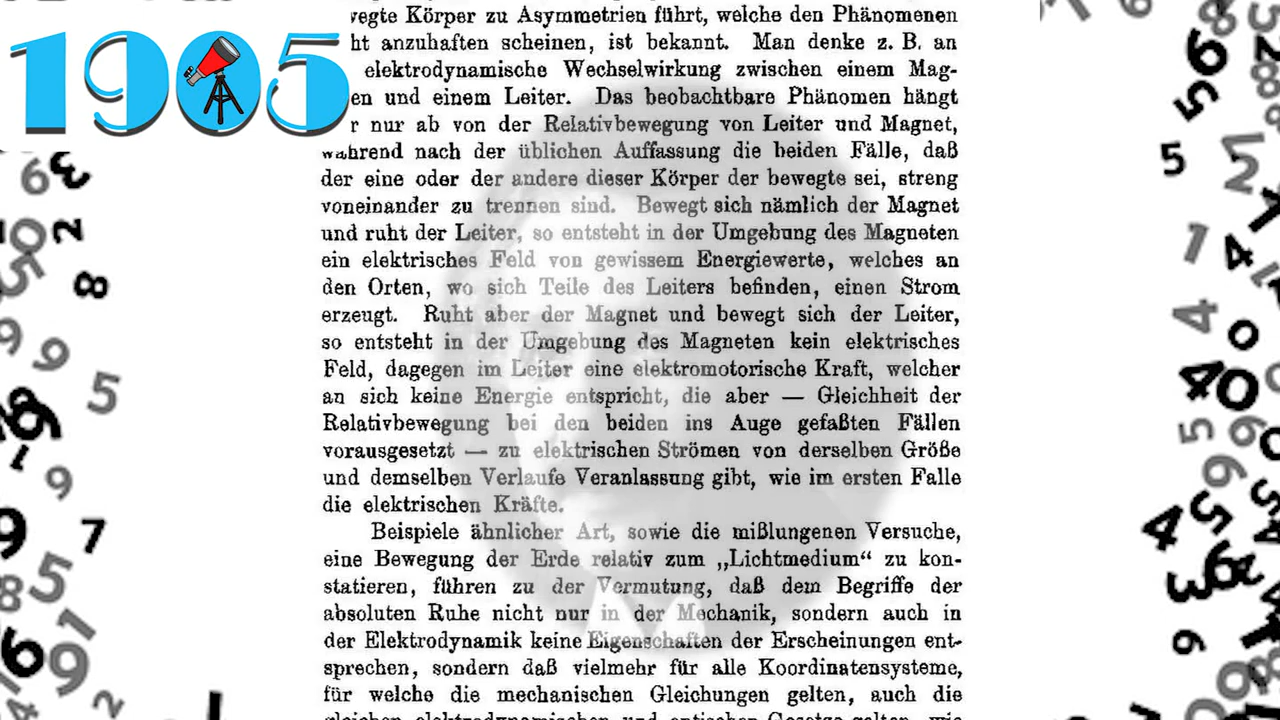 1905
Körper zu Asymmetrien führt, welche den Phänomenen
anzuhaften scheinen, ist bekannt. Man denke z. B. an
elektrodynamische Wechselwirkung zwischen einem Mag-
en und einem Leiter. Das beobachtbare Phänomen hängt
r nur ab von der Relativbewegung von Leiter und Magnet,
während nach der üblichen Auffassung die beiden Fälle, daß
der eine oder der andere dieser Körper der bewegte sei, streng
voneinander zu trennen sind. Bewegt sich nämlich der Magnet
und ruht der Leiter, so entsteht in der Umgebung des Magneten
ein elektrisches Feld von gewissem Energiewerte, welches an
den Orten, wo sich Teile des Leiters befinden, einen Strom
erzeugt. Ruht aber der Magnet und bewegt sich der Leiter,
so entsteht in der Umgebung des Magneten kein elektrisches
Feld, dagegen im Leiter eine elektromotorische Kraft, welcher
an sich keine Energie entspricht, die aber — Gleichheit der
Relativbewegung bei den beiden ins Auge gefaßten Fällen
vorausgesetzt — zu elektrischen Strömen von derselben Größe
und demselben Verlaufe Veranlassung gibt, wie im ersten Falle
die elektrischen Kräfte.
Beispiele ähnlicher Art, sowie die mißlungenen Versuche,
eine Bewegung der Erde relativ zum „Lichtmedium“ zu kon-
statieren, führen zu der Vermutung, daß dem Begriffe der
absoluten Ruhe nicht nur in der Mechanik, sondern auch in
der Elektrodynamik keine Eigenschaften der Erscheinungen ent-
sprechen, sondern daß vielmehr für alle Koordinatensysteme,
für welche die mechanischen Gleichungen gelten, auch die